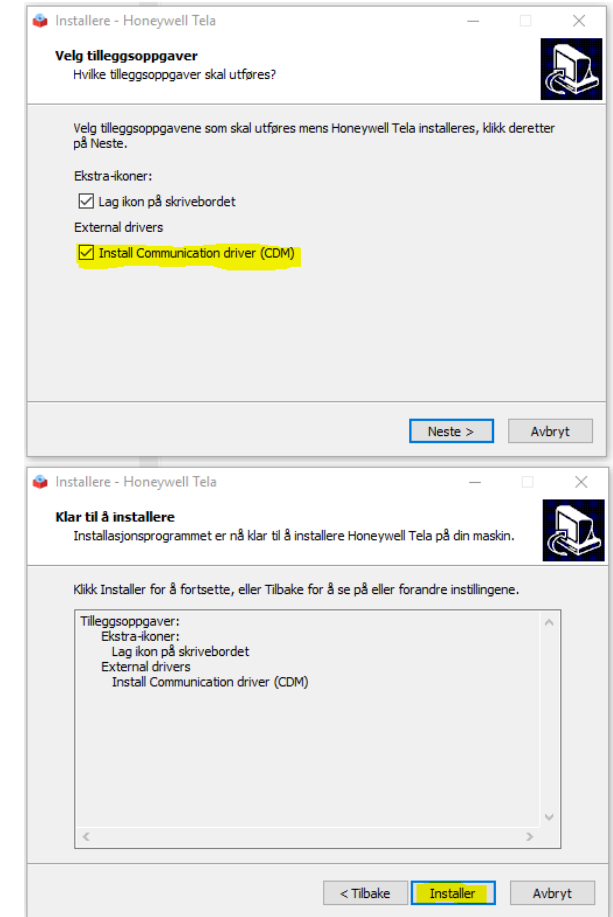 Installere - Honeywell Tela
Velg tilleggsoppgaver
Hvilke tilleggsoppgaver skal utføres?
Velg tilleggsoppgavene som skal utføres mens Honeywell Tela installeres, klikk deretter
på Neste.
Ekstra-ikoner:
Lag ikon på skrivebordet
External drivers
Install Communication driver (CDM)
Neste >
Avbryt
Installere - Honeywell Tela
Klar til å installere
Installasjonsprogrammet er nå klar til å installere Honeywell Tela på din maskin.
Klikk Installer for å fortsette, eller Tilbake for å se på eller forandre instillingene.
Tilleggsoppgaver:
Ekstra-ikoner:
Lag ikon på skrivebordet
External drivers
Install Communication driver (CDM)
< Tilbake
Installer
Avbryt